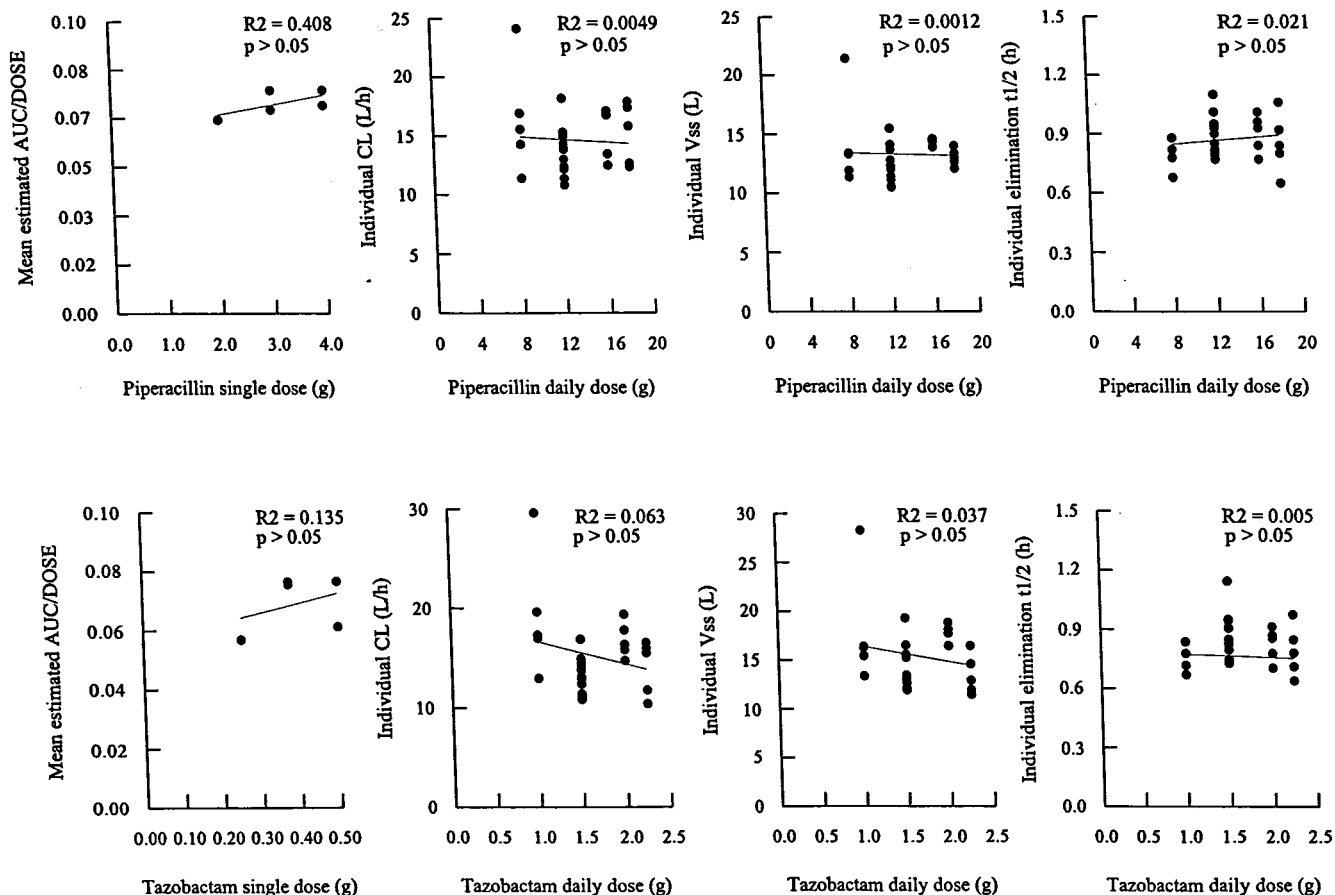 Mean estimated AUC/DOSE
0.10
0.08
0.07
0.05
0.03
0.02
0.00
R2 = 0.408
p > 0.05
0.0 1.0 2.0 3.0 4.0
Piperacillin single dose (g)
Individual CL (L/h)
25
20
15
10
5
0
R2 = 0.0049
p > 0.05
0 4 8 12 16 20
Piperacillin daily dose (g)
Individual Vss (L)
25
20
15
10
5
0
R2 = 0.0012
p > 0.05
0 4 8 12 16 20
Piperacillin daily dose (g)
Individual elimination t1/2 (h)
1.5
1.2
0.9
0.6
0.3
0.0
R2 = 0.021
p > 0.05
0 4 8 12 16 20
Piperacillin daily dose (g)
Mean estimated AUC/DOSE
0.10
0.08
0.06
0.04
0.02
0.00
R2 = 0.135
p > 0.05
0.00 0.10 0.20 0.30 0.40 0.50
Tazobactam single dose (g)
Individual CL (L/h)
30
20
10
0
R2 = 0.063
p > 0.05
0.0 0.5 1.0 1.5 2.0 2.5
Tazobactam daily dose (g)
Individual Vss (L)
30
25
20
15
10
5
0
R2 = 0.037
p > 0.05
0.0 0.5 1.0 1.5 2.0 2.5
Tazobactam daily dose (g)
Individual elimination t1/2 (h)
1.5
1.2
0.9
0.6
0.3
0.0
R2 = 0.005
p > 0.05
0.0 0.5 1.0 1.5 2.0 2.5
Tazobactam daily dose (g)